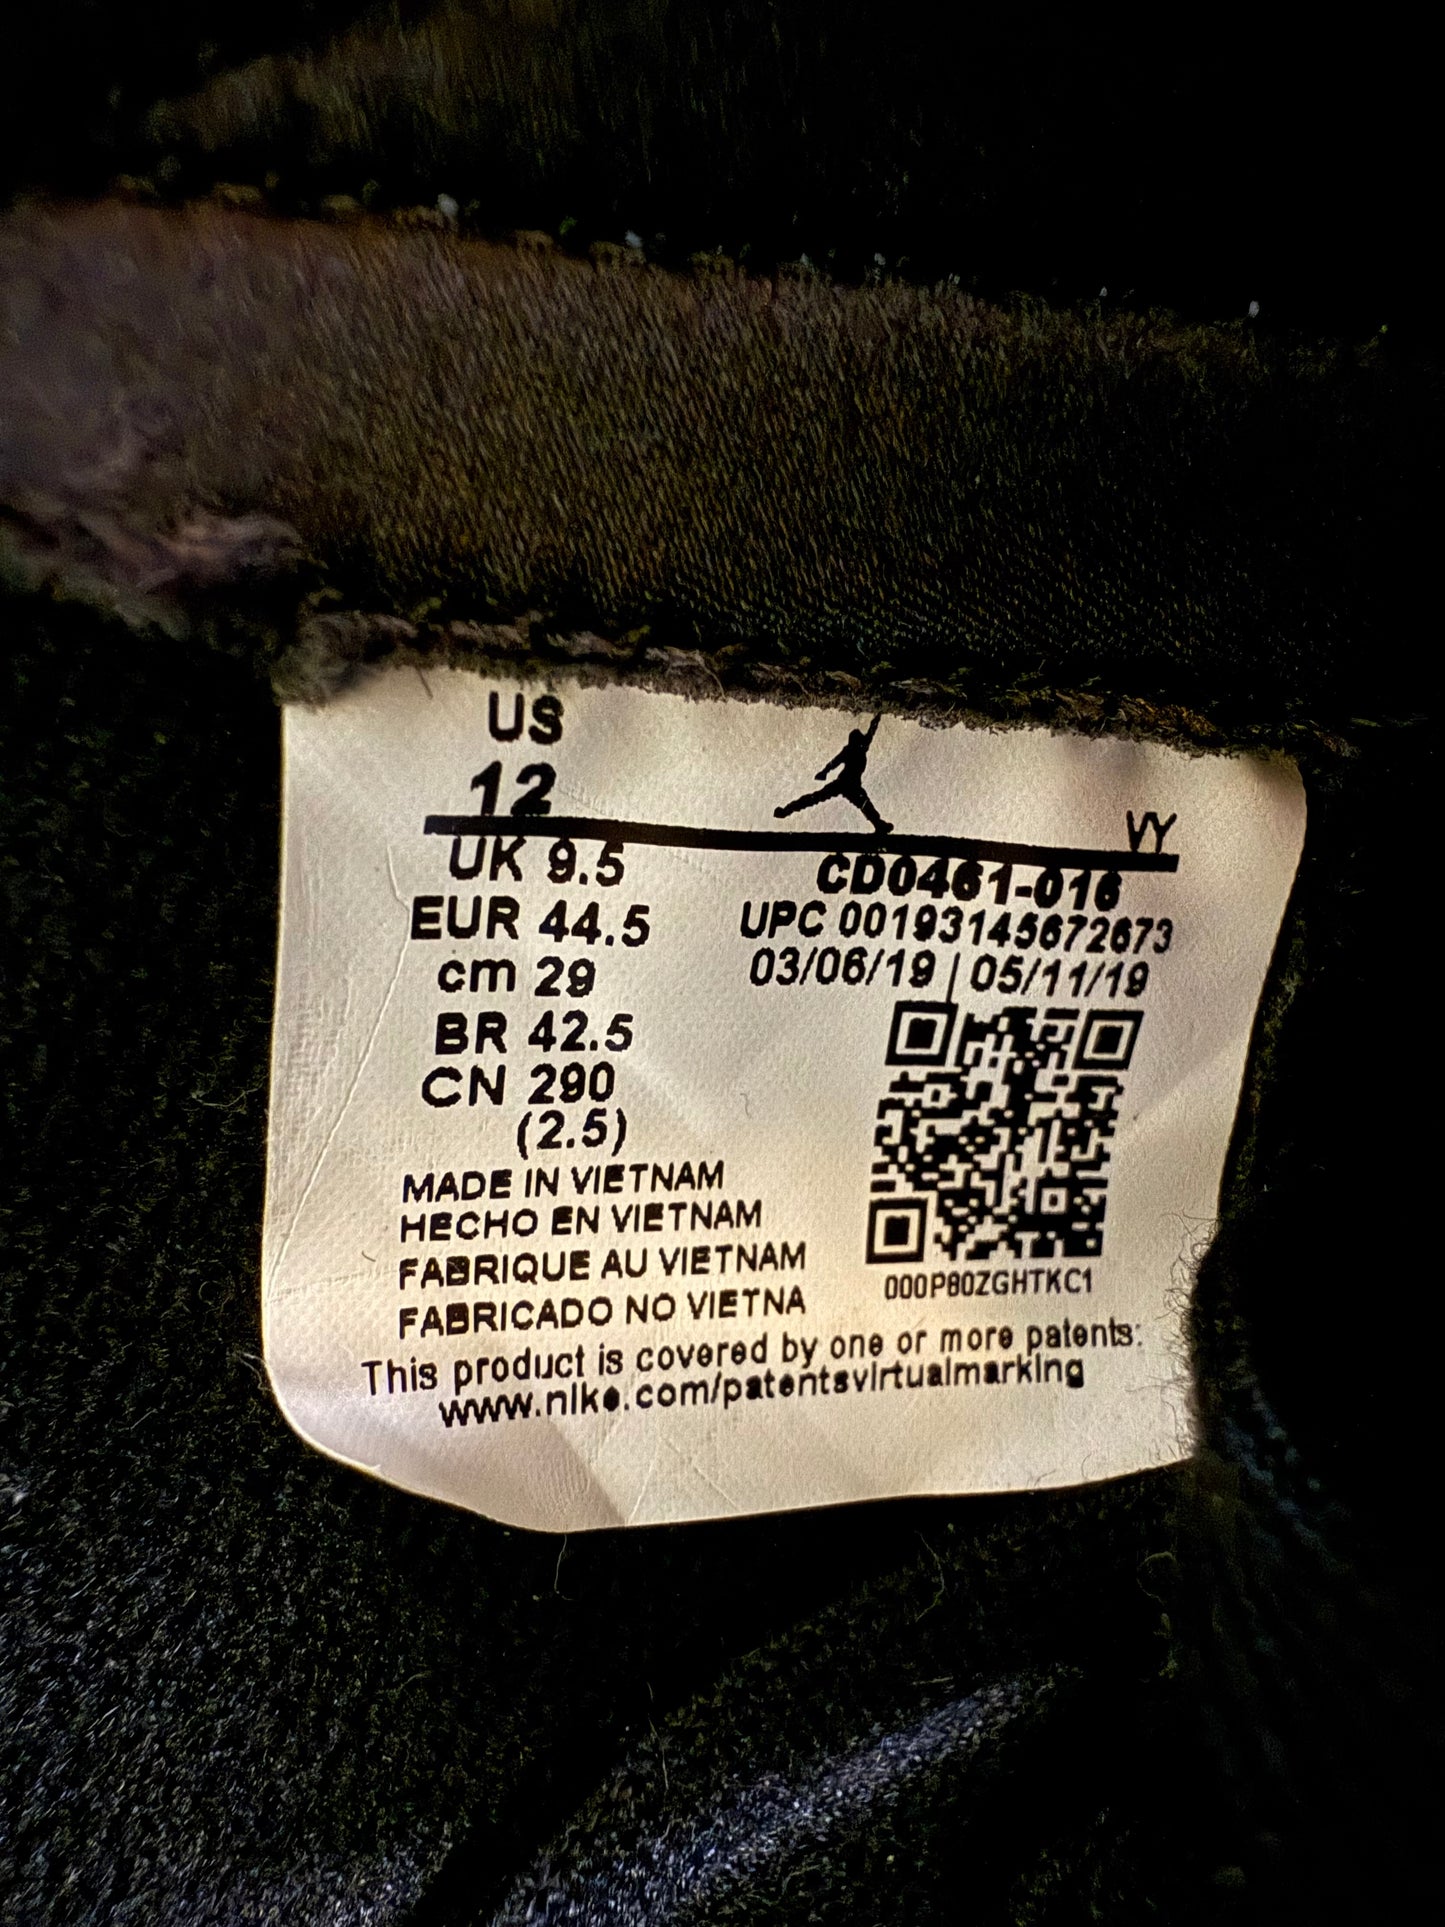 US
12
VY
UK 9.5
EUR 44.5
cm 29
BR 42.5
CN 290
(2.5)
CD0461-016
UPC 00193145672673
03/06/19 | 05/11/19
000P80ZGHTKC1
MADE IN VIETNAM
HECHO EN VIETNAM
FABRIQUE AU VIETNAM
FABRICADO NO VIETNA
This product is covered by one or more patents:
www.nike.com/patentsvirtualmarking